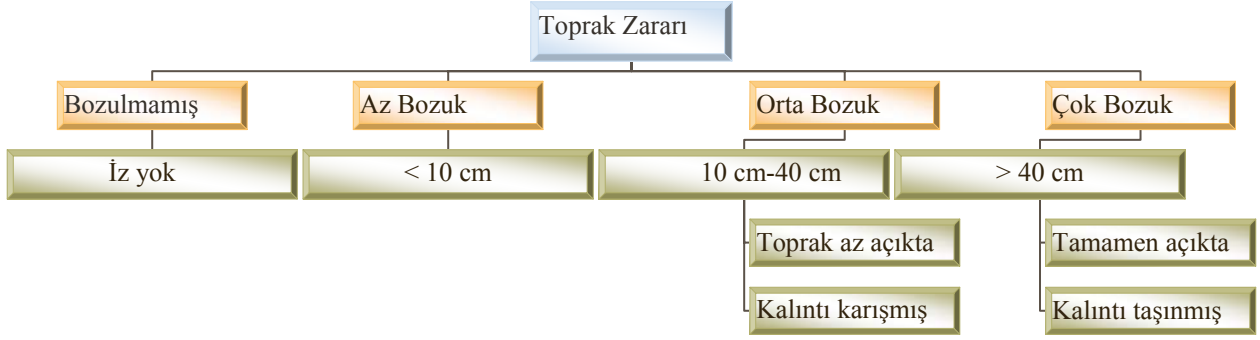 Toprak Zararı
Bozulmamış
Az Bozuk
Orta Bozuk
Çok Bozuk
İz yok
< 10 cm
10 cm-40 cm
> 40 cm
Toprak az açıkta
Tamamen açıkta
Kalıntı karışmış
Kalıntı taşınmış